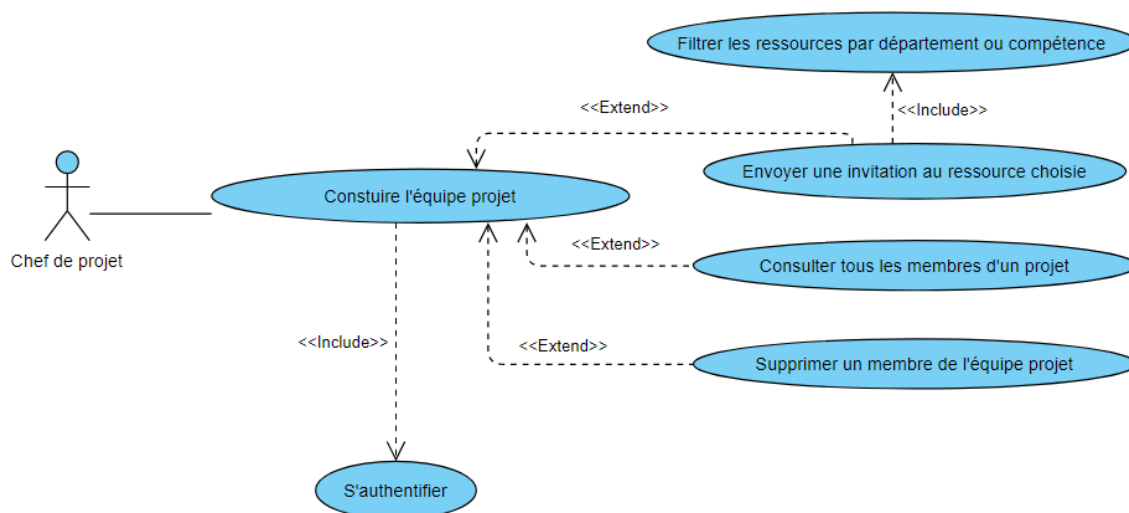 Filtrer les ressources par département ou compétence
<<Extend>>
<<Include>>
Envoyer une invitation au ressource choisie
Constuire l'équipe projet
Chef de projet
<<Extend>>
Consulter tous les membres d'un projet
<<Include>>
<<Extend>>
Supprimer un membre de l'équipe projet
S'authentifier